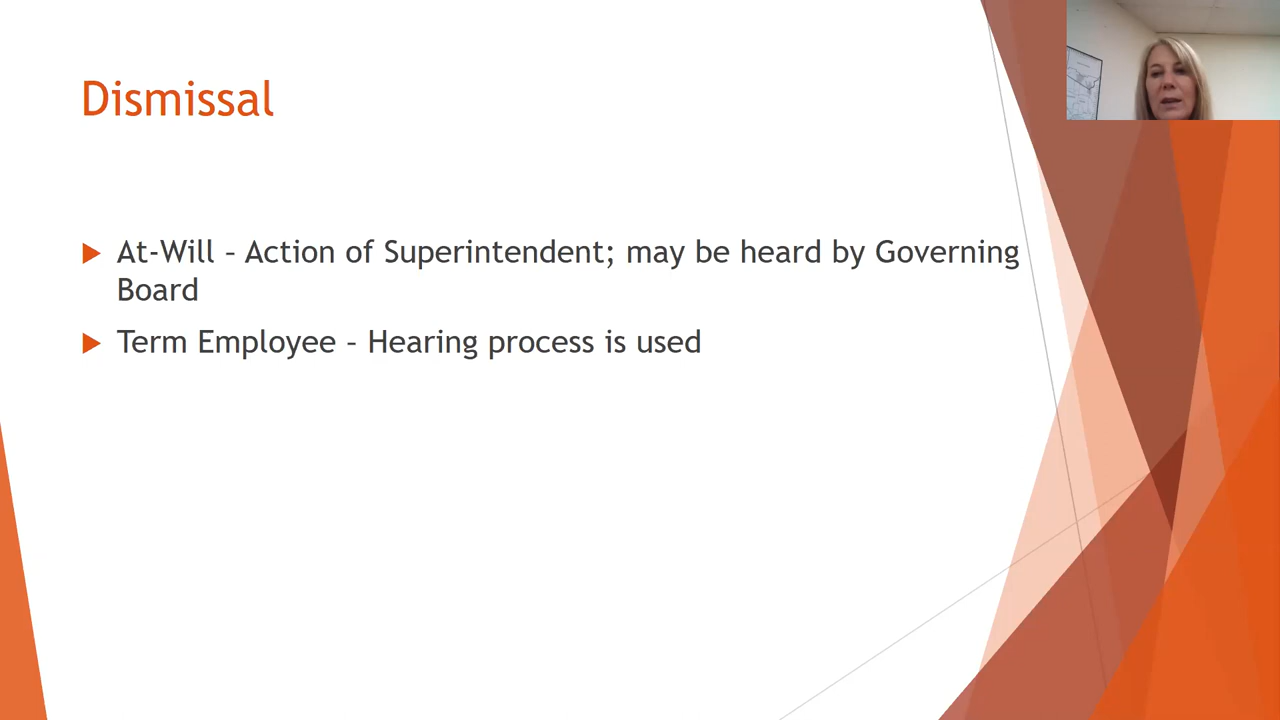 Dismissal
At-Will – Action of Superintendent; may be heard by Governing
Board
Term Employee – Hearing process is used